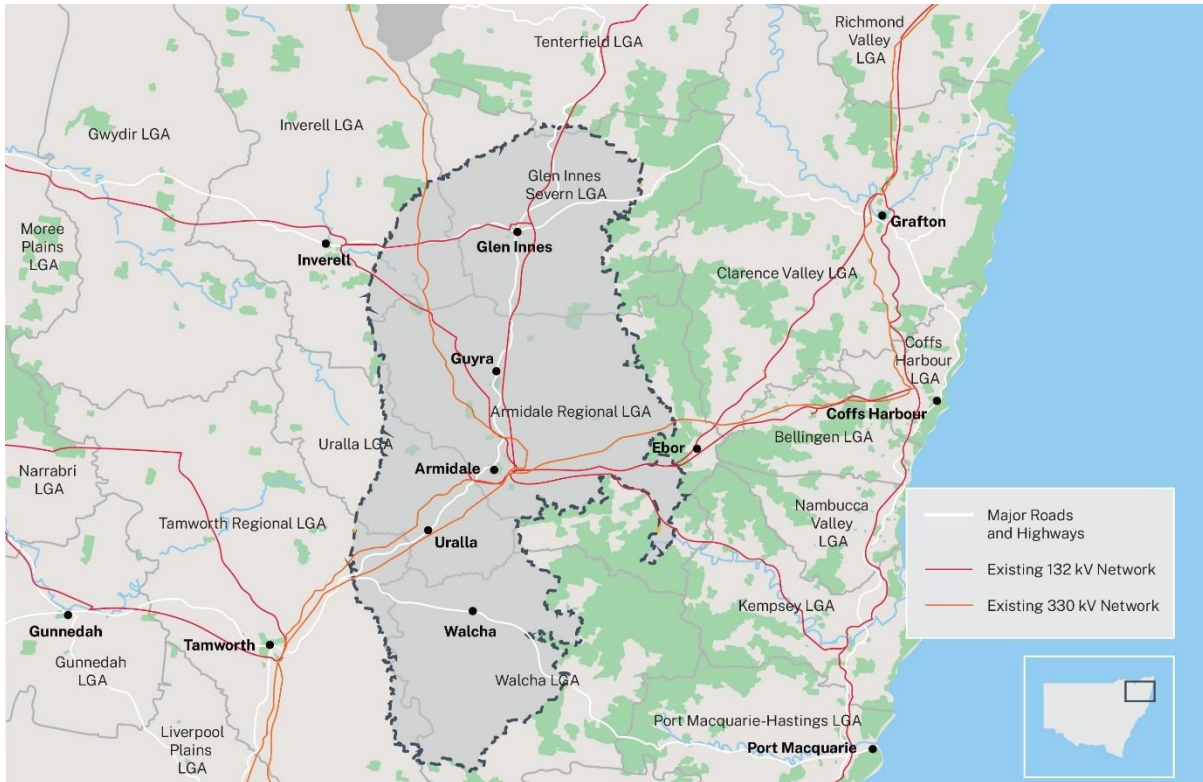 Richmond
Valley
LGA
Tenterfield LGA
Gwydir LGA
Inverell LGA
Glen Innes
Severn LGA
Grafton
Moree
Plains
LGA
Inverell
Glen Innes
Clarence Valley LGA
Coffs
Harbour
LGA
Guyra
Armidale Regional LGA
Coffs Harbour
Bellingen LGA
Uralla LGA
Ebor
Armidale
Narrabri
LGA
Tamworth Regional LGA
Nambucca
Valley
LGA
Uralla
Major Roads
and Highways
Existing 132 kV Network
Existing 330 kV Network
Kempsey LGA
Walcha
Gunnedah
Tamworth
Gunnedah
LGA
Walcha LGA
Port Macquarie-Hastings LGA
Liverpool
Plains
LGA
Port Macquarie